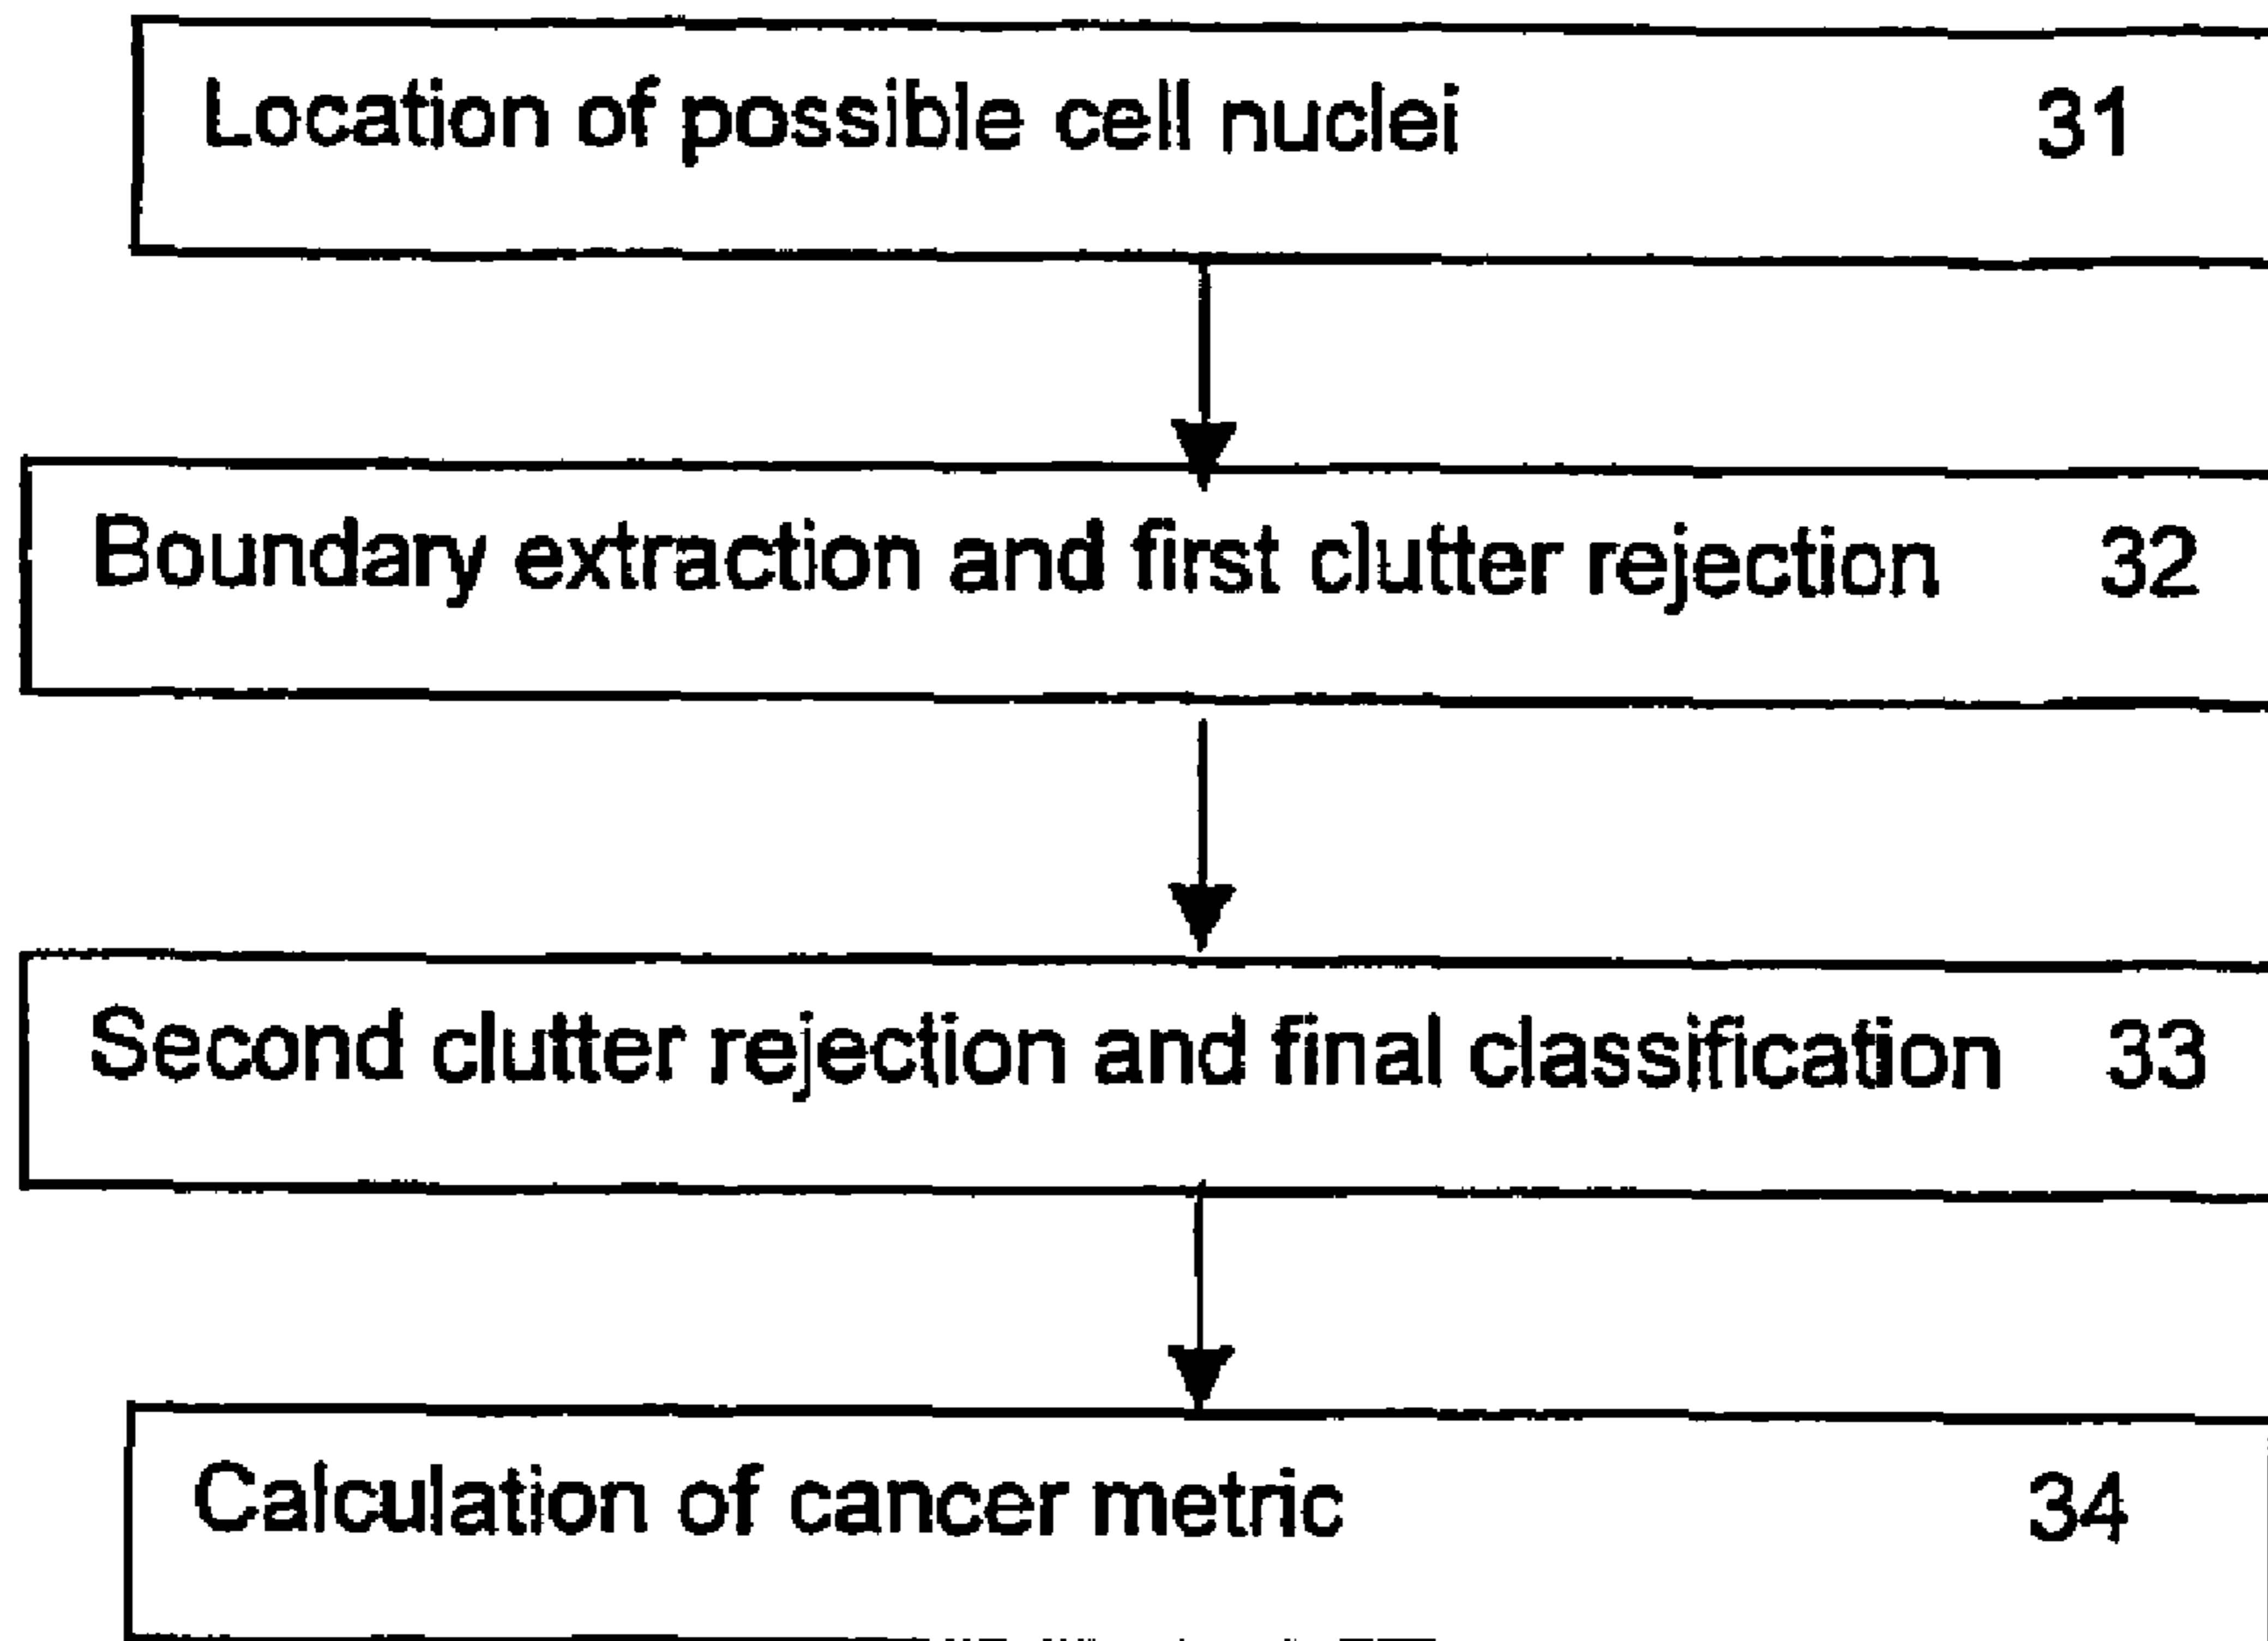 Location of possible cell nuclei 31
Boundary extraction and first clutter rejection 32
Second clutter rejection and final classification 33
Calculation of cancer metric 34